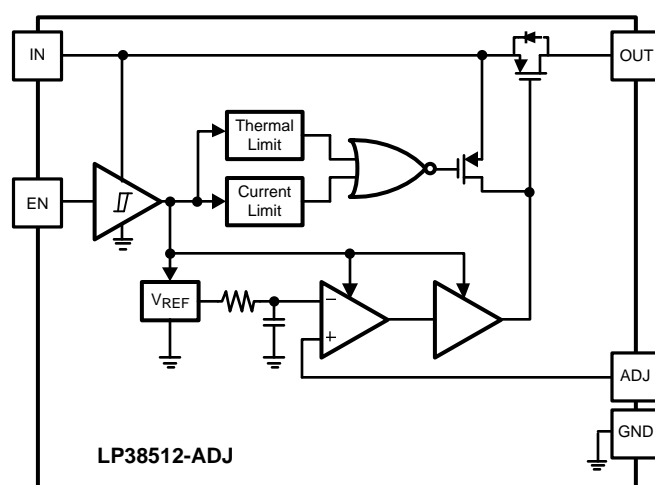 IN
OUT
Thermal
Limit
EN
Current
Limit
VREF
−
+
ADJ
GND
LP38512-ADJ